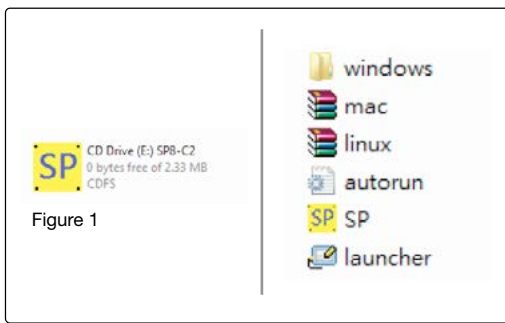 SP
CD Drive (E:) SPB-C2
0 bytes free of 2.33 MB
CDFS
Figure 1
windows
mac
linux
autorun
SP SP
launcher